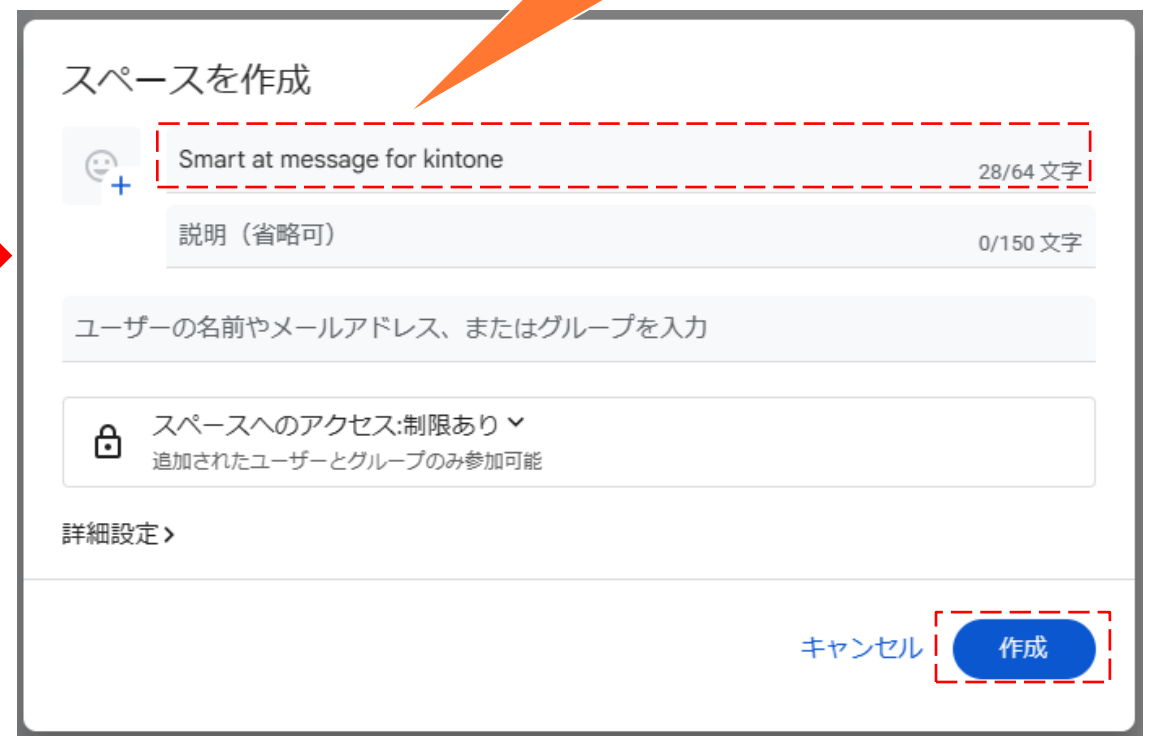 スペースを作成
Smart at message for kintone
28/64 文字
説明（省略可）
0/150 文字
ユーザーの名前やメールアドレス、またはグループを入力
スペースへのアクセス:制限あり
追加されたユーザーとグループのみ参加可能
詳細設定
キャンセル
作成